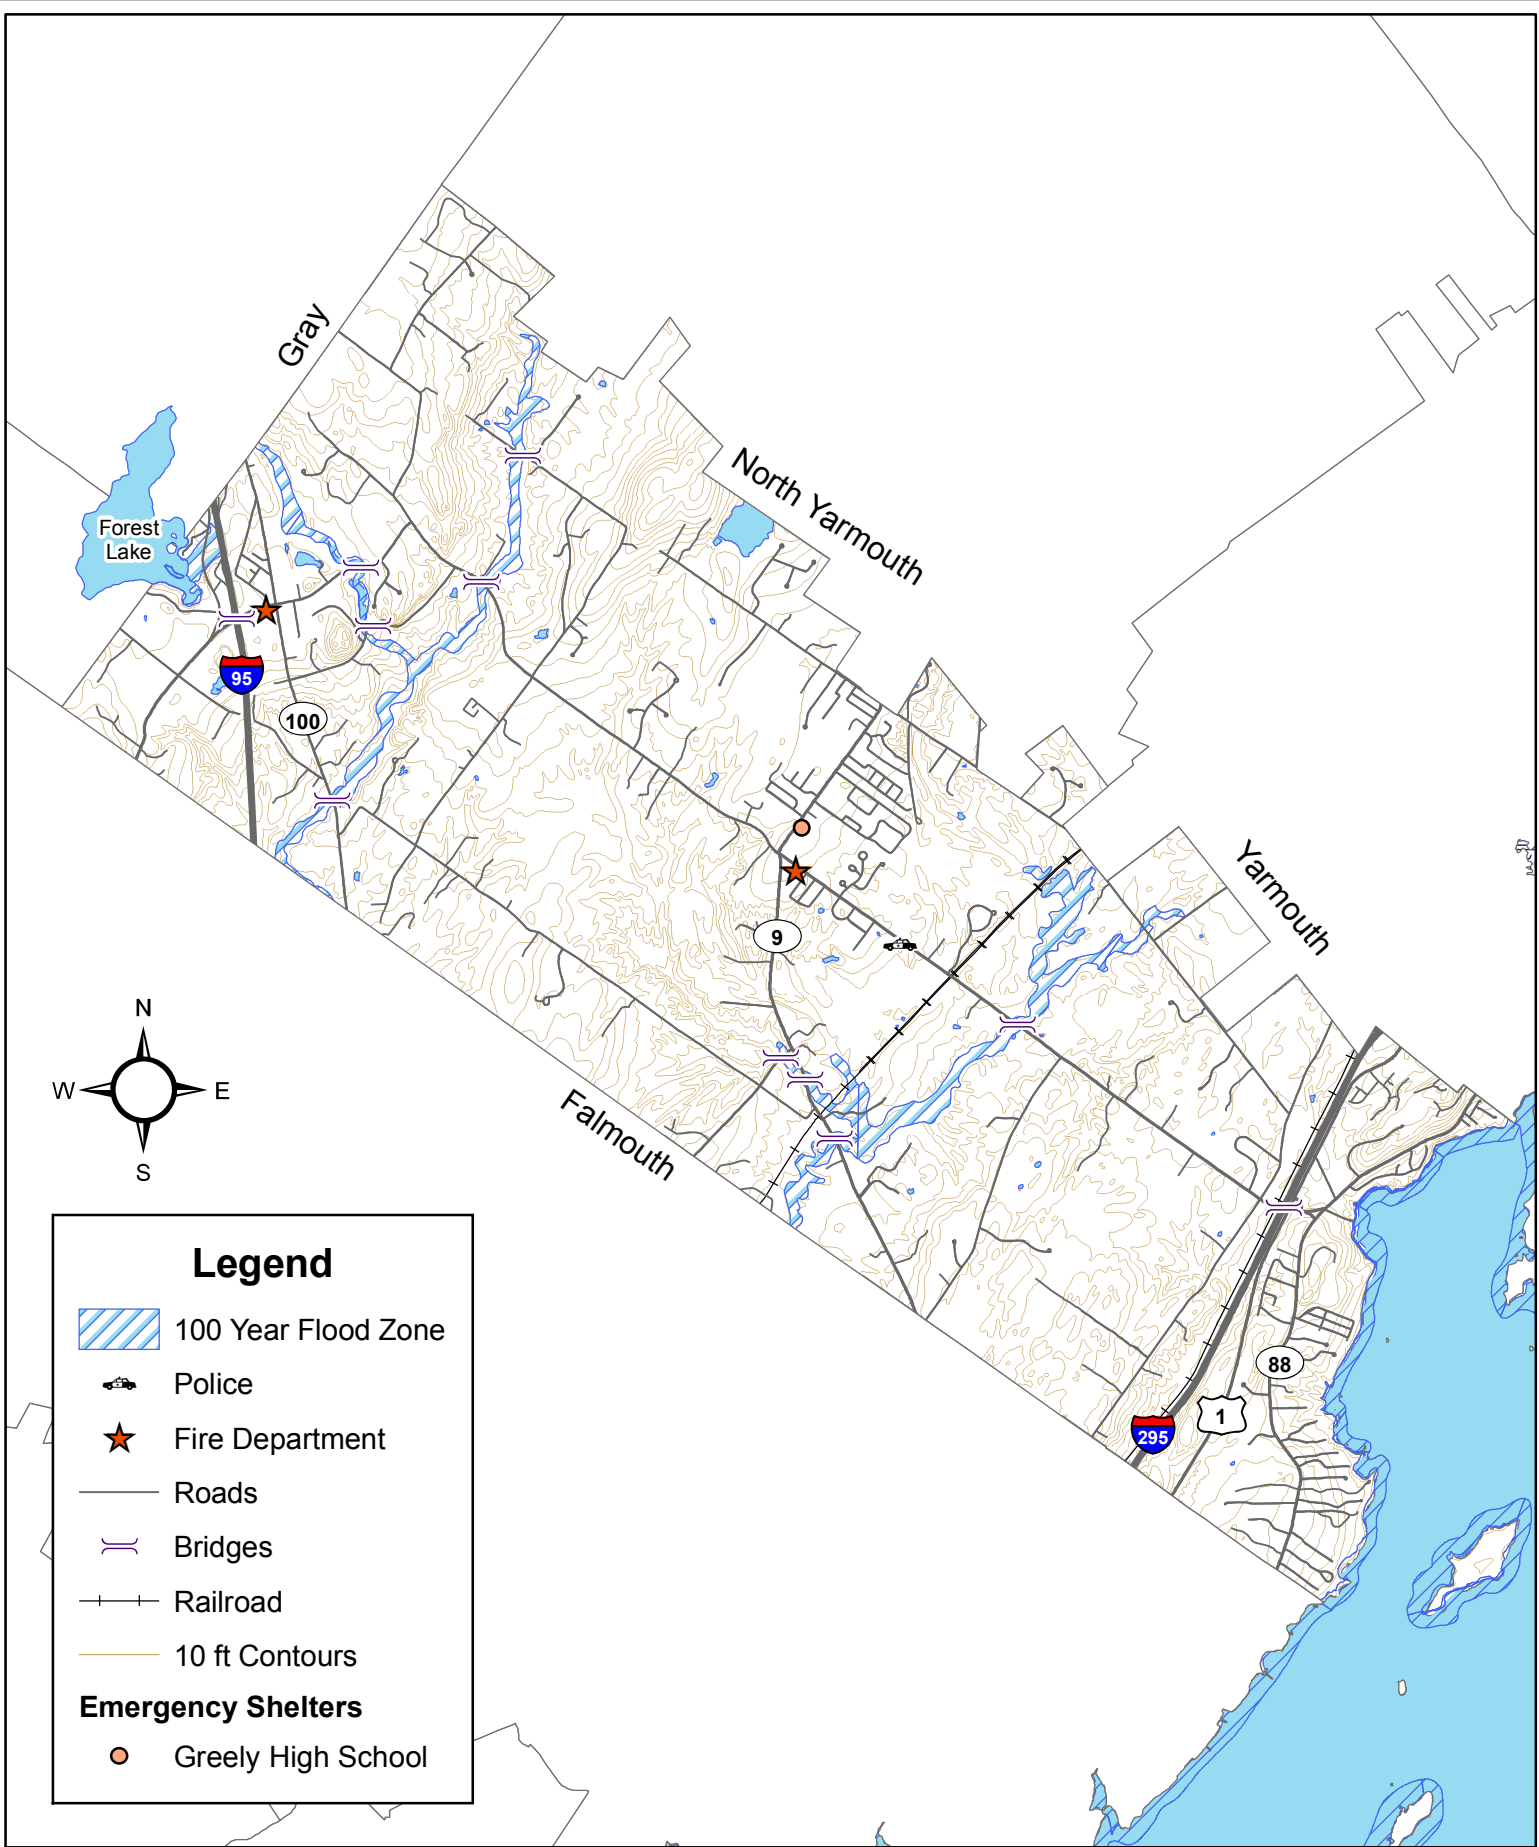 Gray
North Yarmouth
Forest
Lake
95
100
Yarmouth
9
N
W
E
S
Falmouth
88
1
295
Legend
100 Year Flood Zone
Police
Fire Department
Roads
Bridges
Railroad
10 ft Contours
Emergency Shelters
Greely High School